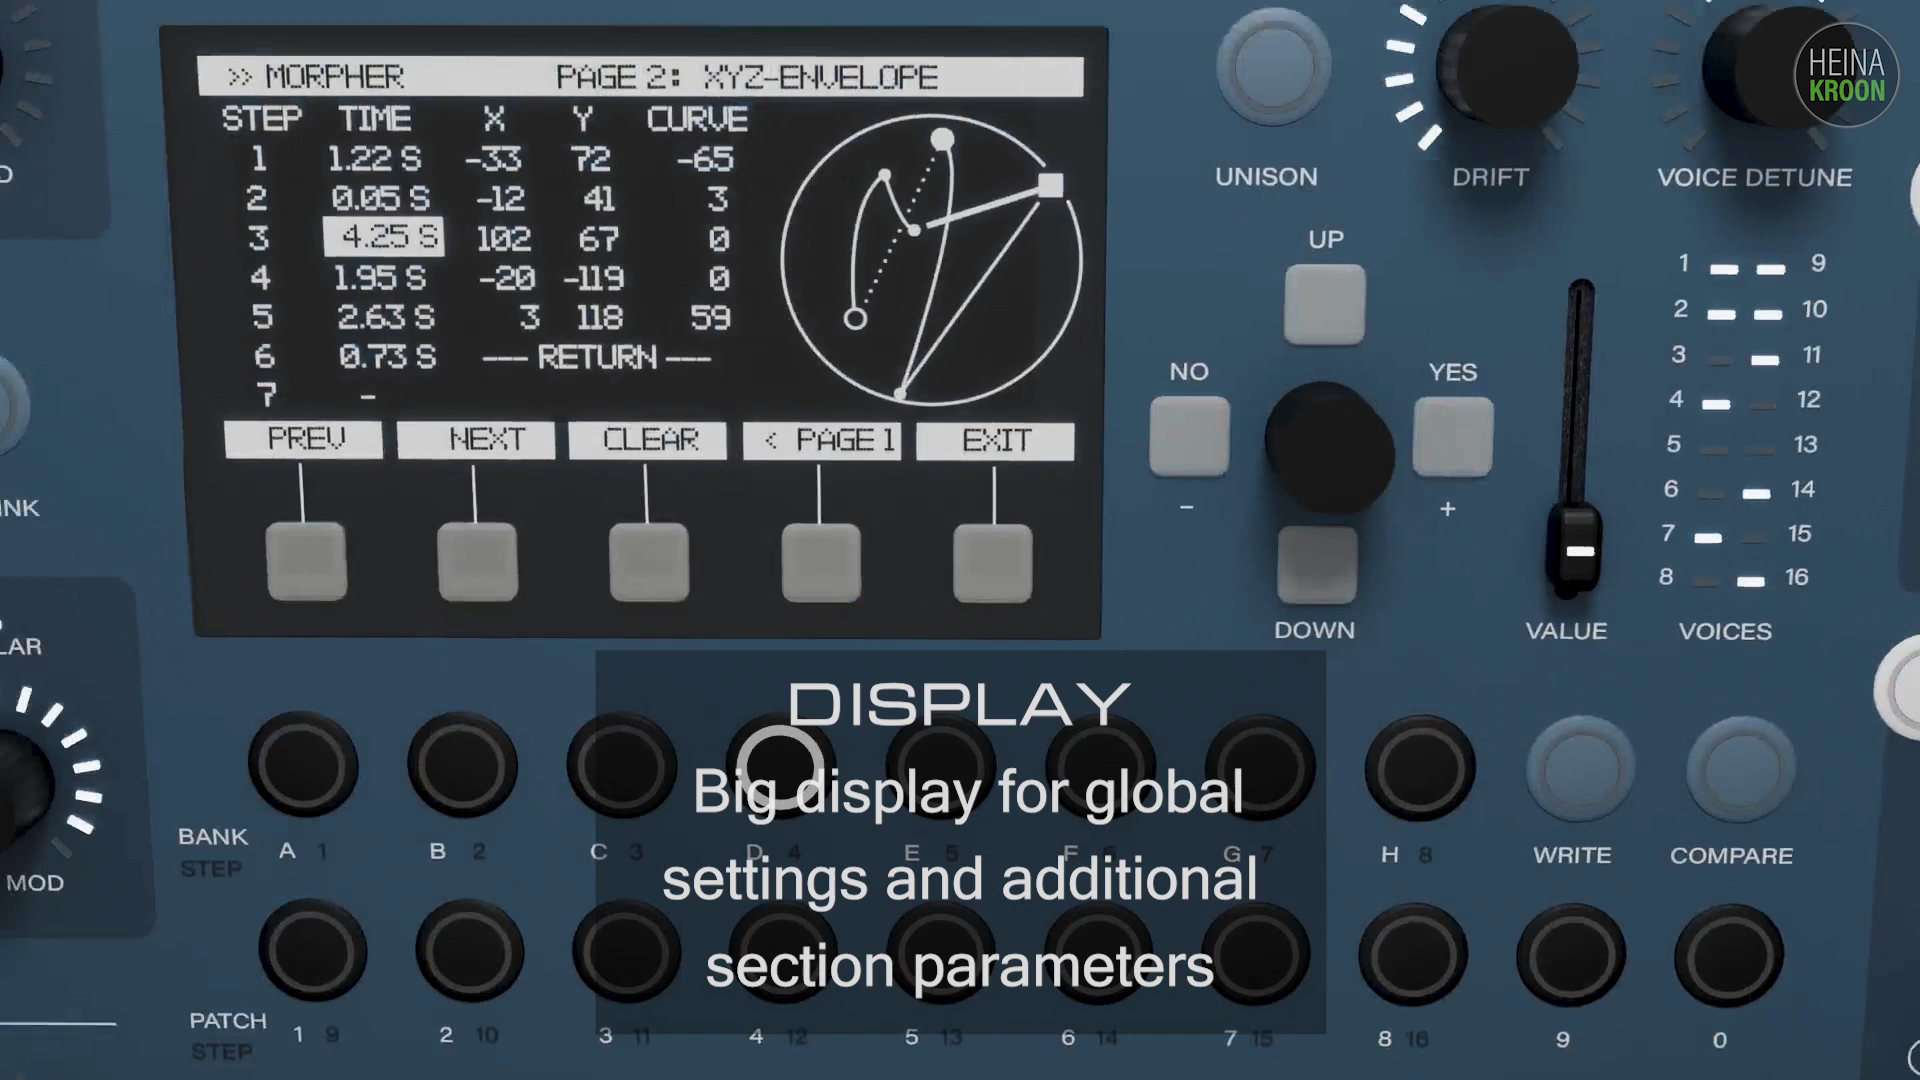 HEINA
KROON
>> MORPHER PAGE 2: XYZ-ENVELOPE
STEP TIME X Y CURVE
1 1.22 S -33 72 -65
2 0.05 S -12 41 3
3 4.25 S 102 67 0
4 1.95 S -20 -119 0
5 2.63 S 3 118 59
6 0.73 S --- RETURN ---
7 -
PREV NEXT CLEAR < PAGE 1 EXIT
UNISON DRIFT VOICE DETUNE
UP
NO YES
- +
DOWN
VALUE
1 9
2 10
3 11
4 12
5 13
6 14
7 15
8 16
VOICES
D
INK
LAR
MOD
DISPLAY
Big display for global
settings and additional
section parameters
BANK A B C D E F G H WRITE COMPARE
STEP 1 2 3 4 5 6 7 8
PATCH 1 2 3 4 5 6 7 8 9 0
STEP 9 10 11 12 13 14 15 16